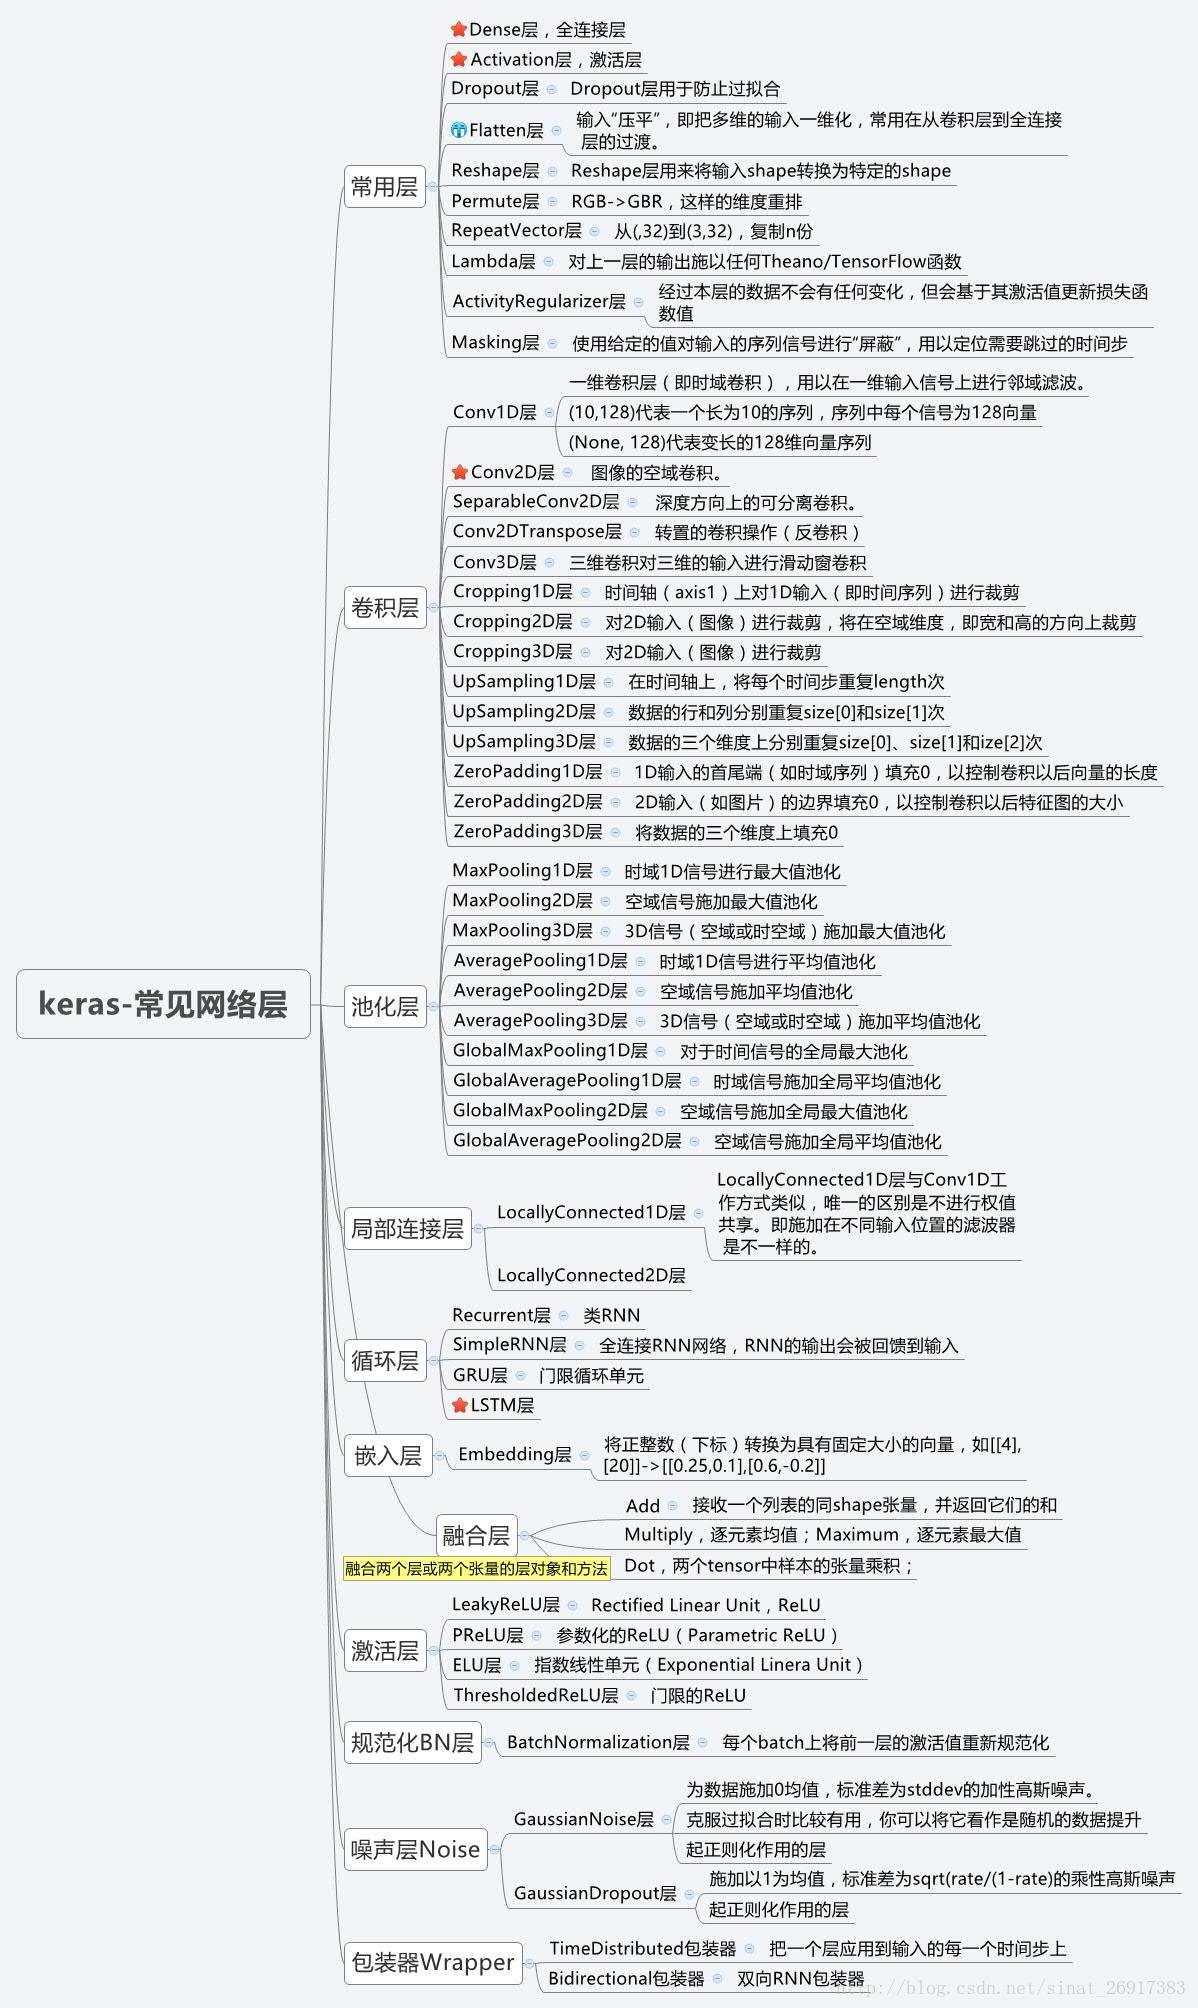 keras-常见网络层
常用层
Dense层，全连接层
Activation层，激活层
Dropout层 Dropout层用于防止过拟合
Flatten层 输入“压平”，即把多维的输入一维化，常用在从卷积层到全连接
层的过渡。
Reshape层 Reshape层用来将输入shape转换为特定的shape
Permute层 RGB->GBR，这样的维度重排
RepeatVector层 从(,32)到(3,32)，复制n份
Lambda层 对上一层的输出施以任何Theano/TensorFlow函数
ActivityRegularizer层 经过本层的数据不会有任何变化，但会基于其激活值更新损失函
数值
Masking层 使用给定的值对输入的序列信号进行“屏蔽”，用以定位需要跳过的时间步
卷积层
Conv1D层 一维卷积层（即时域卷积），用以在一维输入信号上进行邻域滤波。
(10,128)代表一个长为10的序列，序列中每个信号为128向量
(None, 128)代表变长的128维向量序列
Conv2D层 图像的空域卷积。
SeparableConv2D层 深度方向上的可分离卷积。
Conv2DTranspose层 转置的卷积操作（反卷积）
Conv3D层 三维卷积对三维的输入进行滑动窗卷积
Cropping1D层 时间轴（axis1）上对1D输入（即时间序列）进行裁剪
Cropping2D层 对2D输入（图像）进行裁剪，将在空域维度，即宽和高的方向上裁剪
Cropping3D层 对2D输入（图像）进行裁剪
UpSampling1D层 在时间轴上，将每个时间步重复length次
UpSampling2D层 数据的行和列分别重复size[0]和size[1]次
UpSampling3D层 数据的三个维度上分别重复size[0]、size[1]和ize[2]次
ZeroPadding1D层 1D输入的首尾端（如时域序列）填充0，以控制卷积以后向量的长度
ZeroPadding2D层 2D输入（如图片）的边界填充0，以控制卷积以后特征图的大小
ZeroPadding3D层 将数据的三个维度上填充0
池化层
MaxPooling1D层 时域1D信号进行最大值池化
MaxPooling2D层 空域信号施加最大值池化
MaxPooling3D层 3D信号（空域或时空域）施加最大值池化
AveragePooling1D层 时域1D信号进行平均值池化
AveragePooling2D层 空域信号施加平均值池化
AveragePooling3D层 3D信号（空域或时空域）施加平均值池化
GlobalMaxPooling1D层 对于时间信号的全局最大池化
GlobalAveragePooling1D层 时域信号施加全局平均值池化
GlobalMaxPooling2D层 空域信号施加全局最大值池化
GlobalAveragePooling2D层 空域信号施加全局平均值池化
局部连接层
LocallyConnected1D层 LocallyConnected1D层与Conv1D工
作方式类似，唯一的区别是不进行权值
共享。即施加在不同输入位置的滤波器
是不一样的。
LocallyConnected2D层
循环层
Recurrent层 类RNN
SimpleRNN层 全连接RNN网络，RNN的输出会被回馈到输入
GRU层 门限循环单元
LSTM层
嵌入层
Embedding层 将正整数（下标）转换为具有固定大小的向量，如[[4],
[20]]->[[0.25,0.1],[0.6,-0.2]]
融合层
融合两个层或两个张量的层对象和方法
Add 接收一个列表的同shape张量，并返回它们的和
Multiply，逐元素均值；Maximum，逐元素最大值
Dot，两个tensor中样本的张量乘积；
激活层
LeakyReLU层 Rectified Linear Unit，ReLU
PReLU层 参数化的ReLU（Parametric ReLU）
ELU层 指数线性单元（Exponential Linera Unit）
ThresholdedReLU层 门限的ReLU
规范化BN层
BatchNormalization层 每个batch上将前一层的激活值重新规范化
噪声层Noise
GaussianNoise层 为数据施加0均值，标准差为stddev的加性高斯噪声。
克服过拟合时比较有用，你可以将它看作是随机的数据提升
起正则化作用的层
GaussianDropout层 施加以1为均值，标准差为sqrt(rate/(1-rate)的乘性高斯噪声
起正则化作用的层
包装器Wrapper
TimeDistributed包装器 把一个层应用到输入的每一个时间步上
Bidirectional包装器 双向RNN包装器
http://blog.csdn.net/sinat_26917383